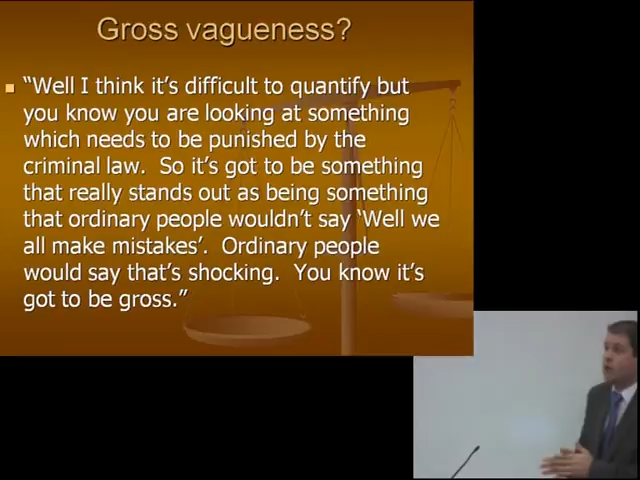 Gross vagueness?
"Well I think it's difficult to quantify but
you know you are looking at something
which needs to be punished by the
criminal law.  So it's got to be something
that really stands out as being something
that ordinary people wouldn't say 'Well we
all make mistakes'.  Ordinary people
would say that's shocking.  You know it's
got to be gross."